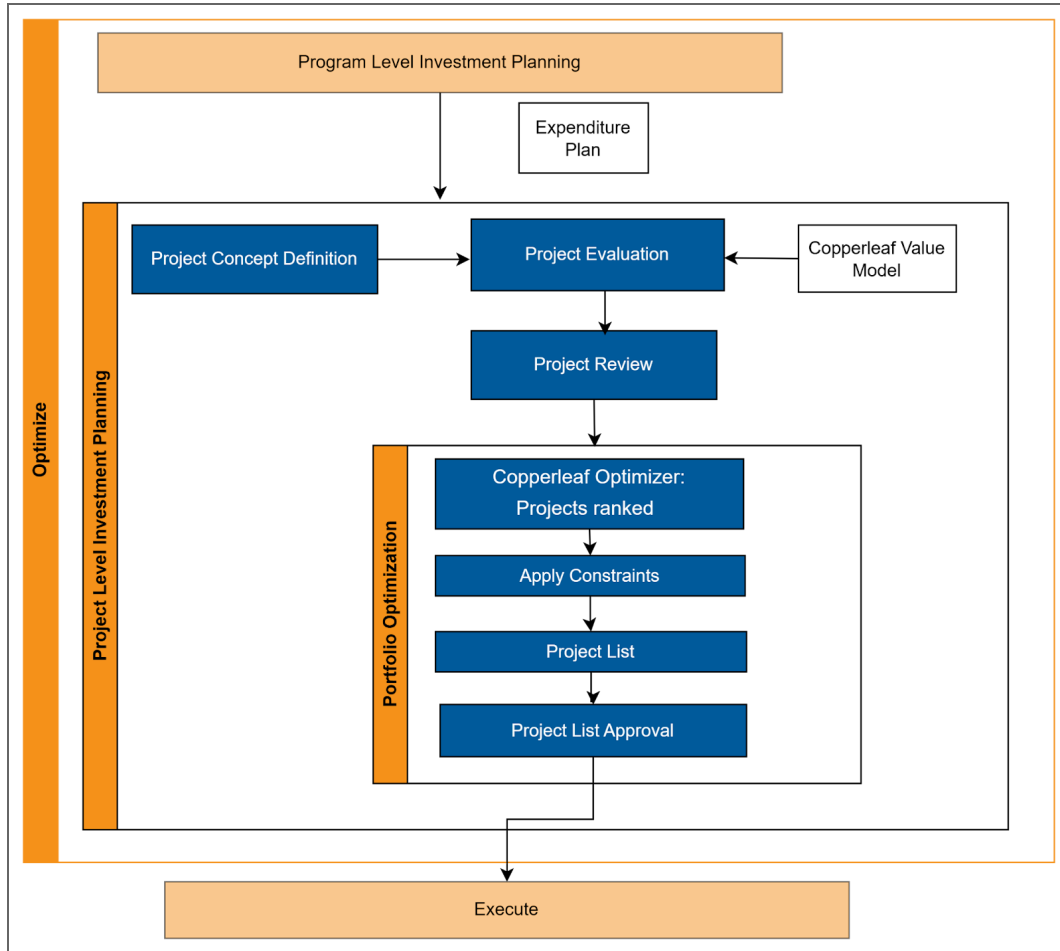 Program Level Investment Planning
Expenditure
Plan
Optimize
Project Level Investment Planning
Project Concept Definition
Project Evaluation
Copperleaf Value
Model
Project Review
Portfolio Optimization
Copperleaf Optimizer:
Projects ranked
Apply Constraints
Project List
Project List Approval
Execute